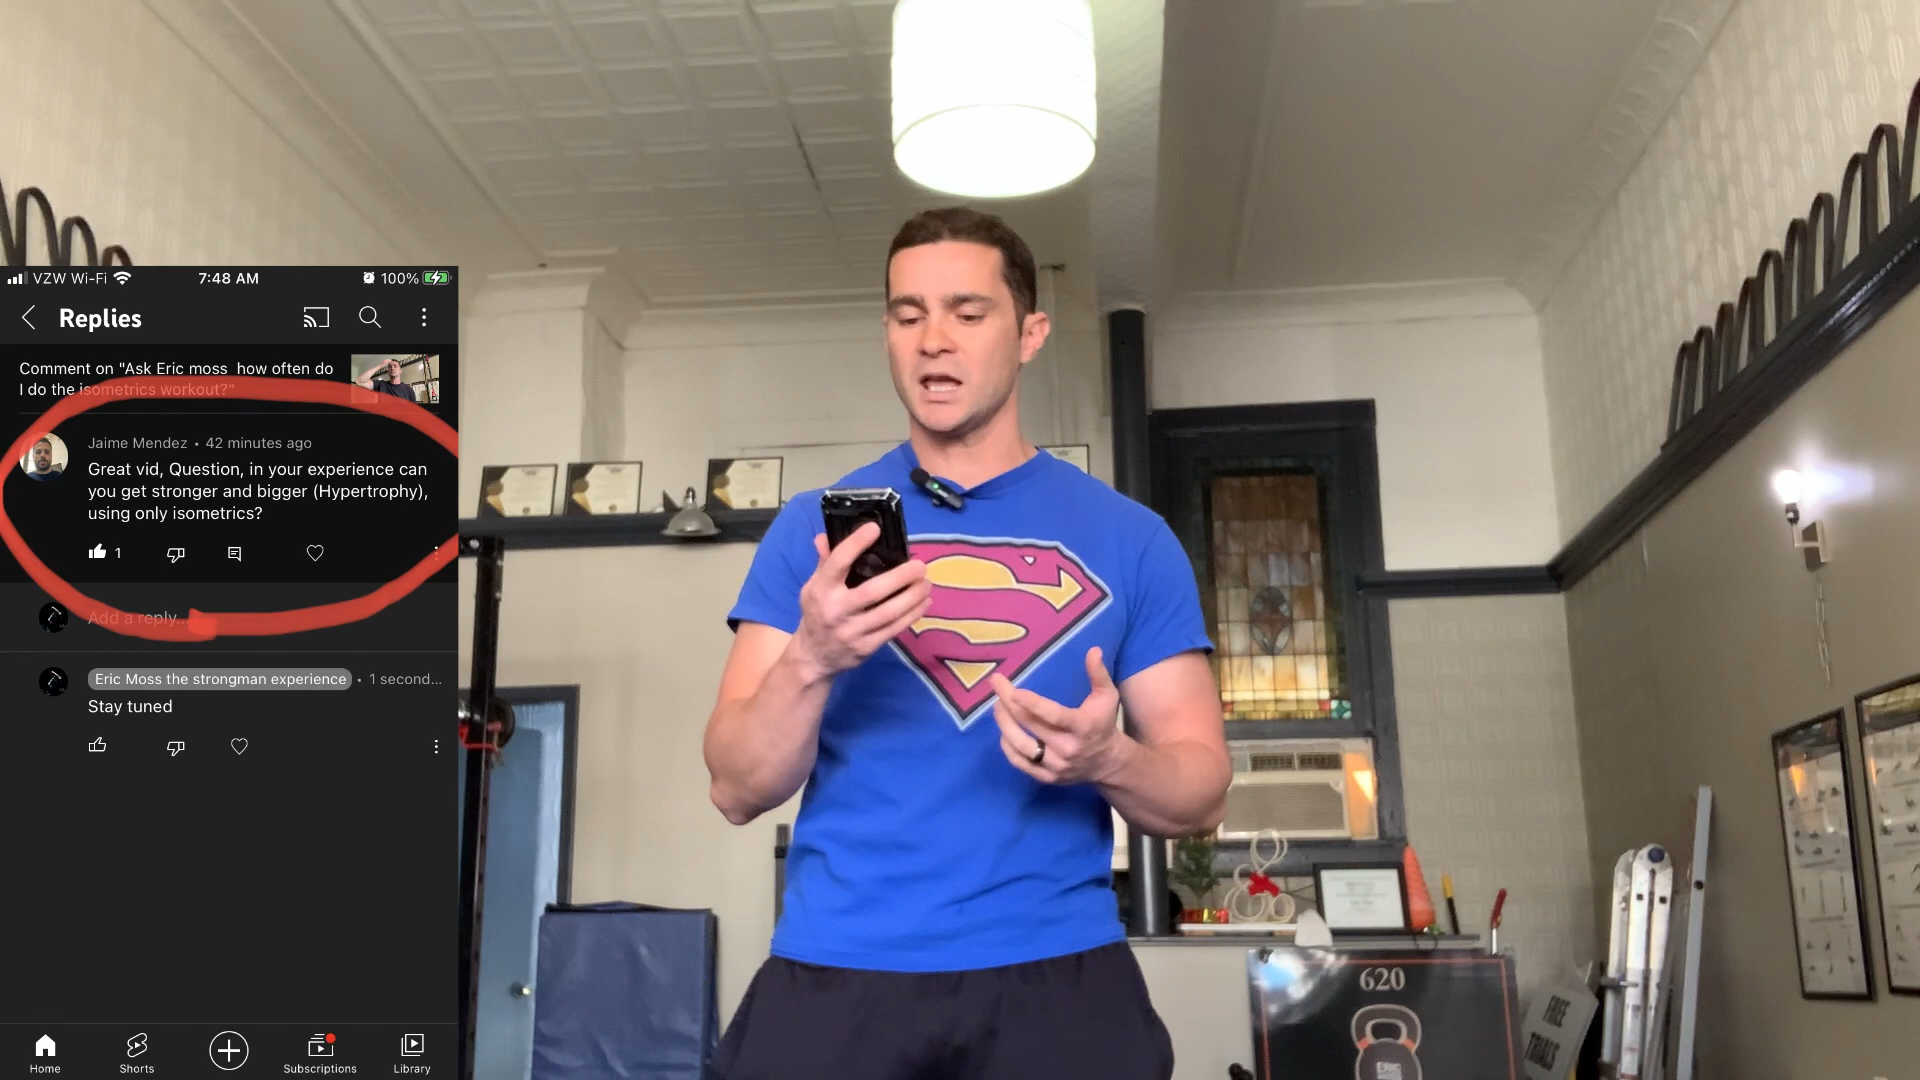 VZW Wi-Fi
7:48 AM
100%
Replies
Comment on "Ask Eric moss how often do
I do the isometrics workout?"
Jaime Mendez • 42 minutes ago
Great vid, Question, in your experience can
you get stronger and bigger (Hypertrophy),
using only isometrics?
1
Add a reply...
Eric Moss the strongman experience • 1 second...
Stay tuned
Home
Shorts
Subscriptions
Library
620
ERIC
FREE
TRIALS